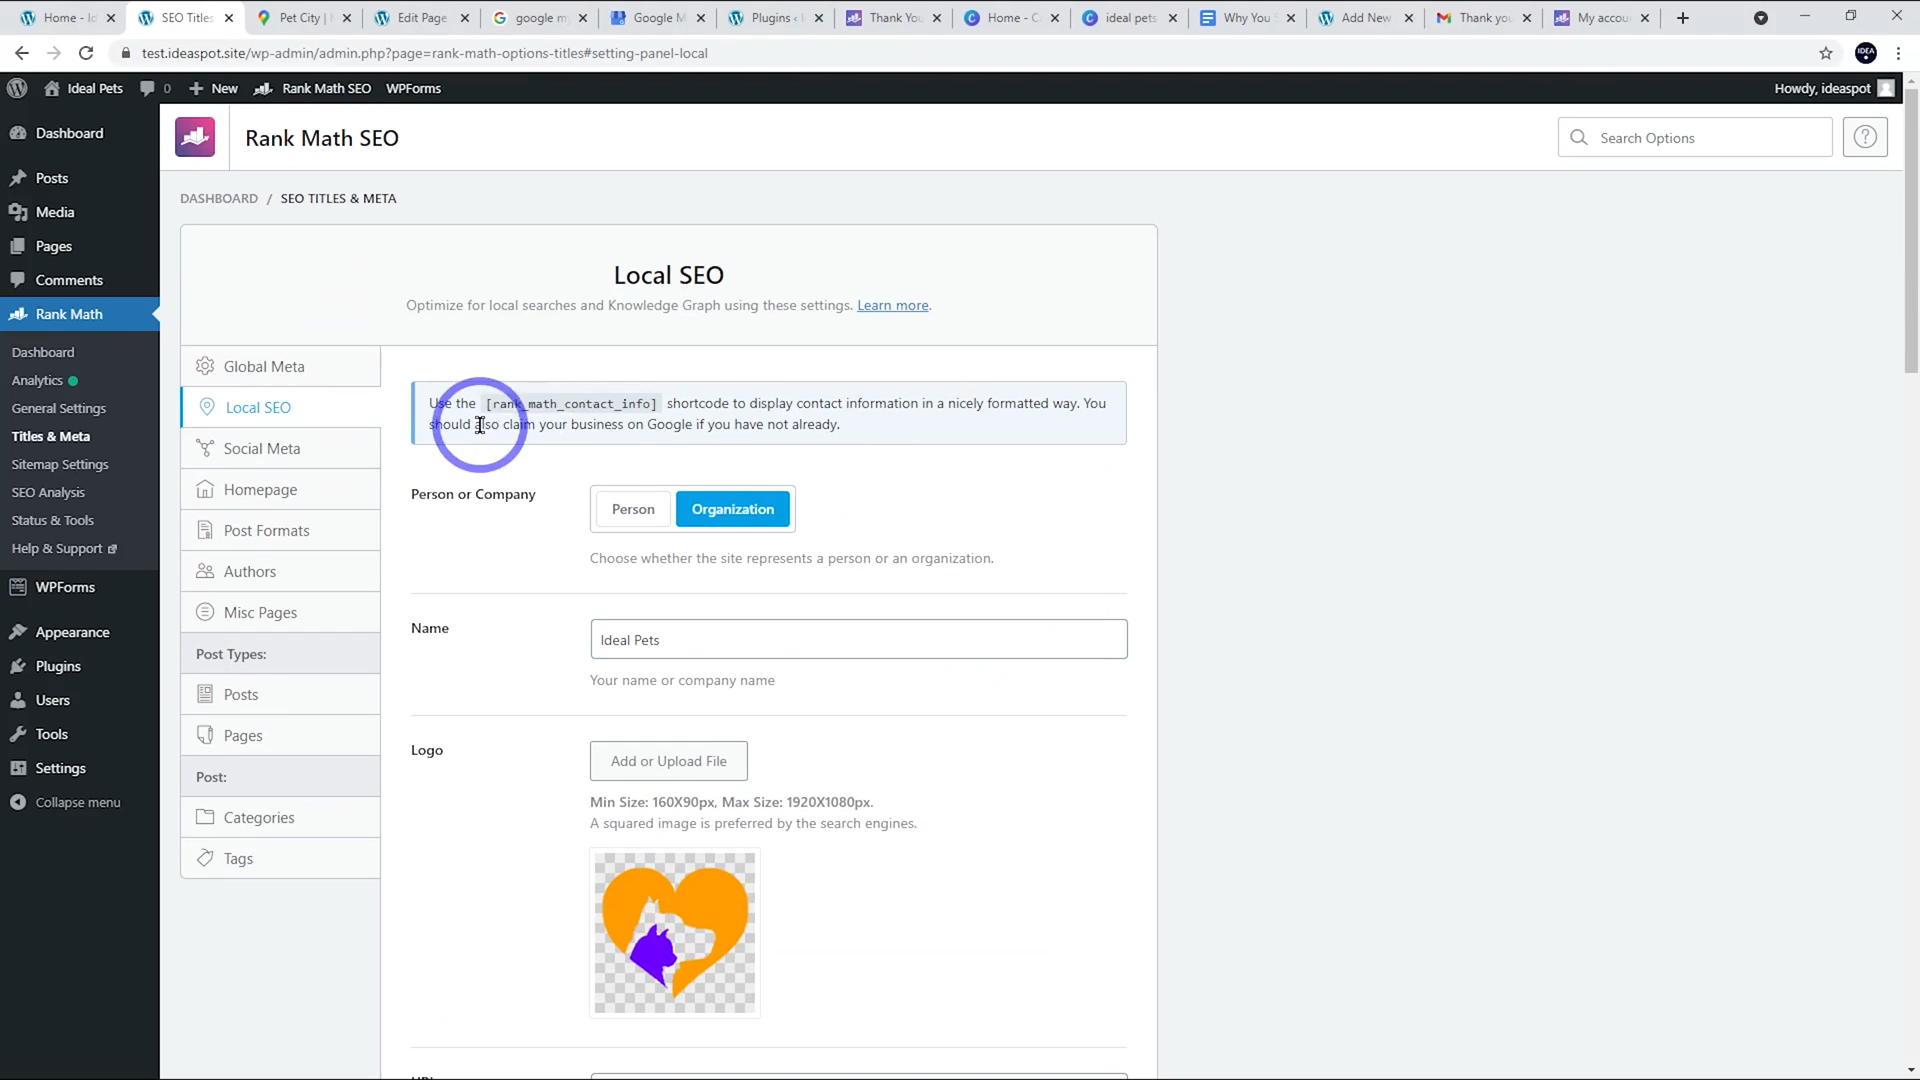 Home - Id
SEO Titles
Pet City |
Edit Page
google my
Google M
Plugins ‹ I
Thank You
Home - C
ideal pets
Why You S
Add New
Thank you
My accou
test.ideaspot.site/wp-admin/admin.php?page=rank-math-options-titles#setting-panel-local
IDEA
Ideal Pets
0
New
Rank Math SEO
WPForms
Howdy, ideaspot
Dashboard
Posts
Media
Pages
Comments
Rank Math
Dashboard
Analytics
General Settings
Titles & Meta
Sitemap Settings
SEO Analysis
Status & Tools
Help & Support
WPForms
Appearance
Plugins
Users
Tools
Settings
Collapse menu
Rank Math SEO
Search Options
DASHBOARD / SEO TITLES & META
Local SEO
Optimize for local searches and Knowledge Graph using these settings. Learn more.
Global Meta
Local SEO
Social Meta
Homepage
Post Formats
Authors
Misc Pages
Post Types:
Posts
Pages
Post:
Categories
Tags
Use the [rank_math_contact_info] shortcode to display contact information in a nicely formatted way. You
should also claim your business on Google if you have not already.
Person or Company
Person
Organization
Choose whether the site represents a person or an organization.
Name
Ideal Pets
Your name or company name
Logo
Add or Upload File
Min Size: 160X90px, Max Size: 1920X1080px.
A squared image is preferred by the search engines.